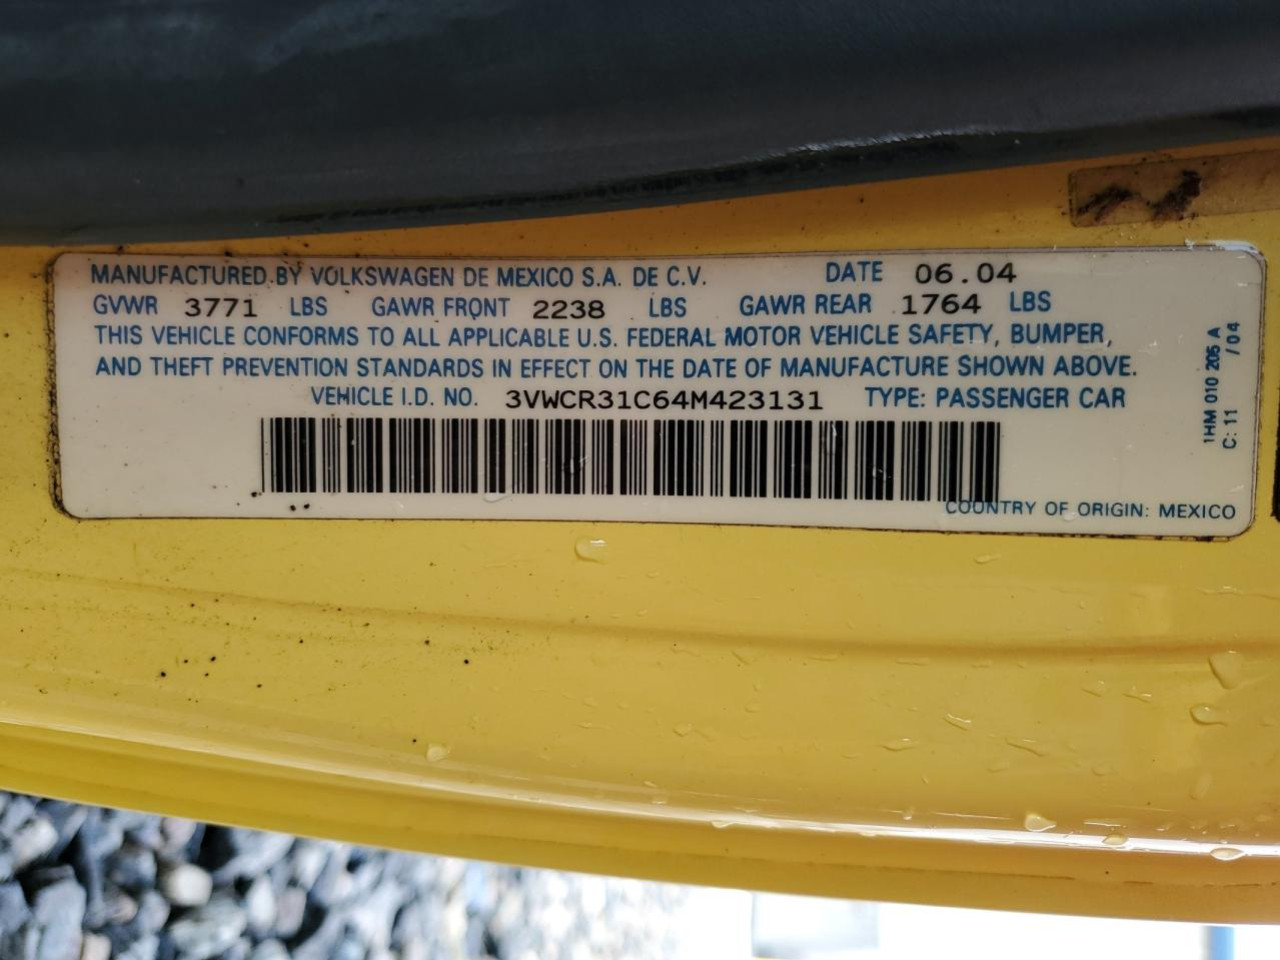 MANUFACTURED BY VOLKSWAGEN DE MEXICO S.A. DE C.V. DATE 06.04
GVWR 3771 LBS GAWR FRONT 2238 LBS GAWR REAR 1764 LBS
THIS VEHICLE CONFORMS TO ALL APPLICABLE U.S. FEDERAL MOTOR VEHICLE SAFETY, BUMPER,
AND THEFT PREVENTION STANDARDS IN EFFECT ON THE DATE OF MANUFACTURE SHOWN ABOVE.
VEHICLE I.D. NO. 3VWCR31C64M423131 TYPE: PASSENGER CAR
COUNTRY OF ORIGIN: MEXICO
1HM 010 205 A
C: 11 / 04